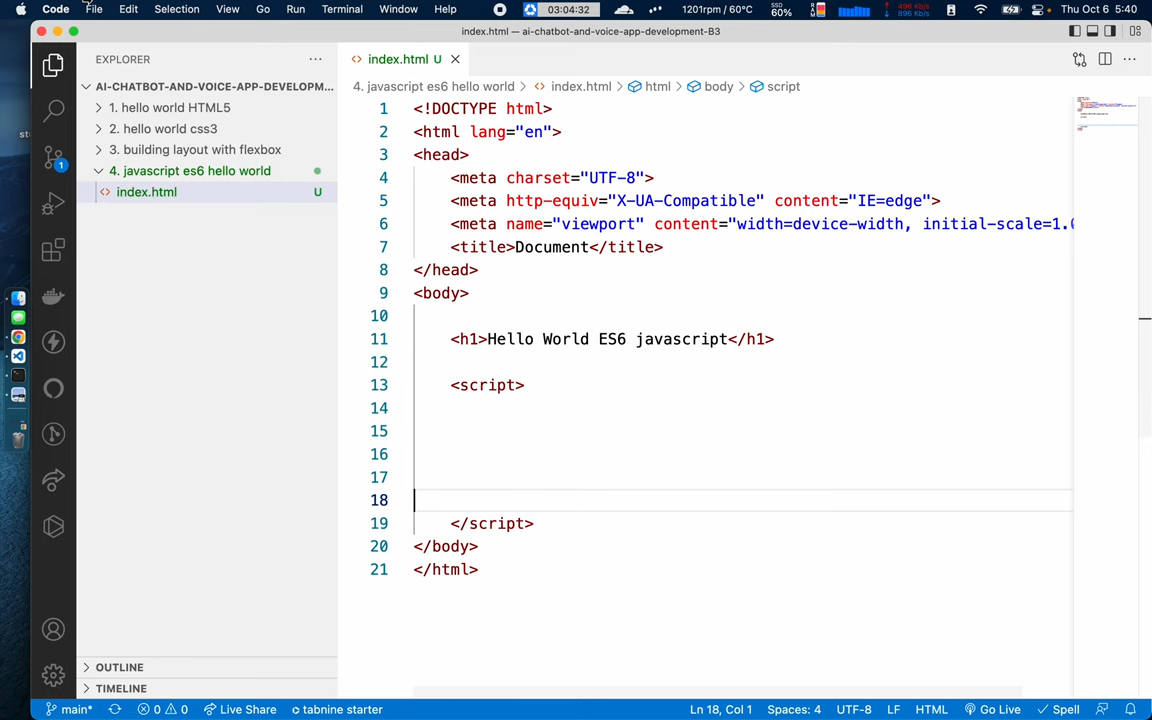 Code File Edit Selection View Go Run Terminal Window Help 03:04:32 1201rpm / 60°C SSD 60% 496 Kb/s 896 Kb/s Thu Oct 6 5:40
index.html — ai-chatbot-and-voice-app-development-B3
EXPLORER
AI-CHATBOT-AND-VOICE-APP-DEVELOPM...
1. hello world HTML5
2. hello world css3
3. building layout with flexbox
4. javascript es6 hello world
index.html U
OUTLINE
TIMELINE
1
index.html U
4. javascript es6 hello world > index.html > html > body > script
1 <!DOCTYPE html>
2 <html lang="en">
3 <head>
4 <meta charset="UTF-8">
5 <meta http-equiv="X-UA-Compatible" content="IE=edge">
6 <meta name="viewport" content="width=device-width, initial-scale=1.0
7 <title>Document</title>
8 </head>
9 <body>
10
11 <h1>Hello World ES6 javascript</h1>
12
13 <script>
14
15
16
17
18
19 </script>
20 </body>
21 </html>
main* 0 0 Live Share tabnine starter Ln 18, Col 1 Spaces: 4 UTF-8 LF HTML Go Live Spell